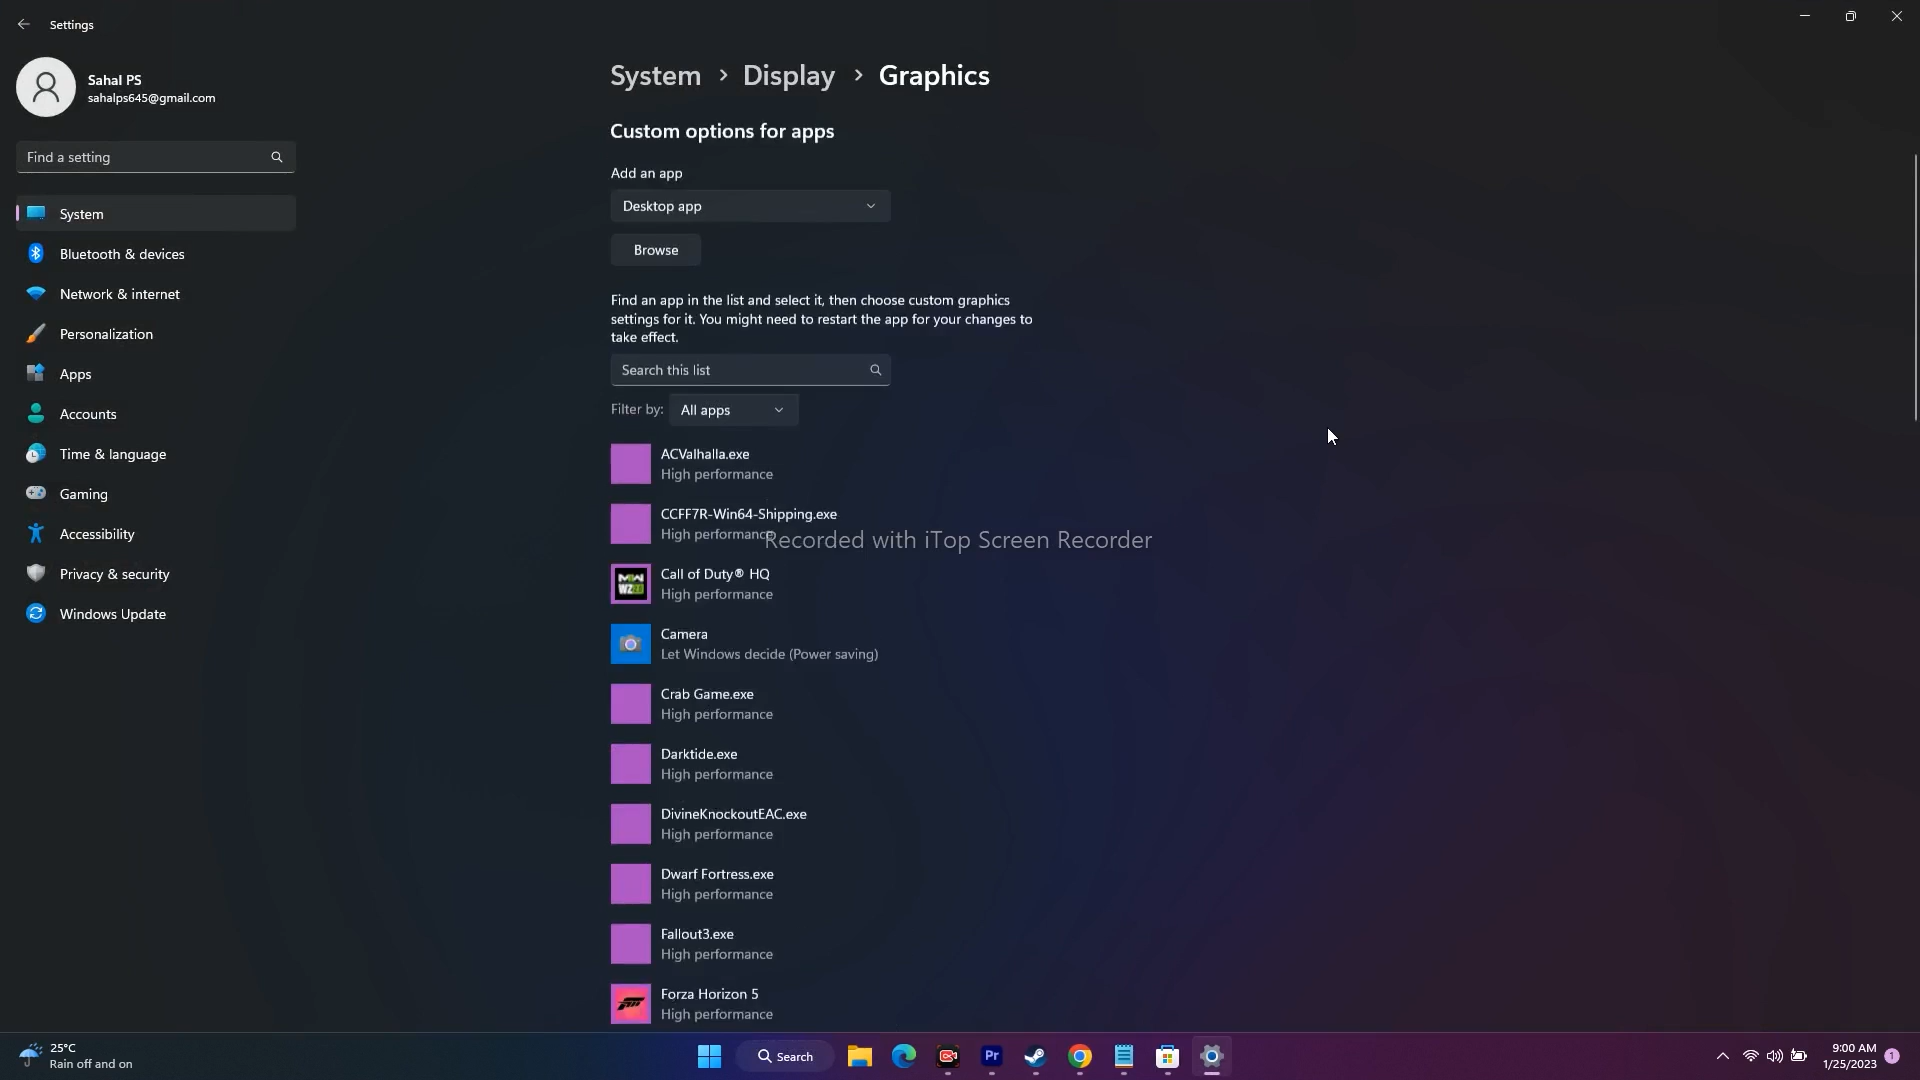 Settings
Sahal PS
sahalps645@gmail.com
Find a setting
System
Bluetooth & devices
Network & internet
Personalization
Apps
Accounts
Time & language
Gaming
Accessibility
Privacy & security
Windows Update
System > Display > Graphics
Custom options for apps
Add an app
Desktop app
Browse
Find an app in the list and select it, then choose custom graphics
settings for it. You might need to restart the app for your changes to
take effect.
Search this list
Filter by: All apps
ACValhalla.exe
High performance
CCFF7R-Win64-Shipping.exe
High performance
Recorded with iTop Screen Recorder
MWII
WZ2.0
Call of Duty® HQ
High performance
Camera
Let Windows decide (Power saving)
Crab Game.exe
High performance
Darktide.exe
High performance
DivineKnockoutEAC.exe
High performance
Dwarf Fortress.exe
High performance
Fallout3.exe
High performance
Forza Horizon 5
High performance
25°C
Rain off and on
Search
Pr
9:00 AM
1/25/2023
1